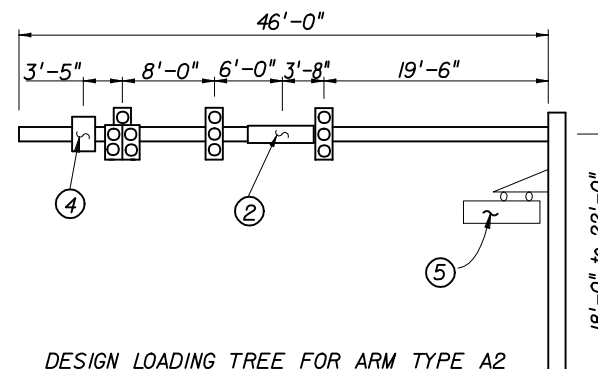 46'-0"
3'-5" 8'-0" 6'-0" 3'-8" 19'-6"
4
2
5
18'-0" to 22'-0"
DESIGN LOADING TREE FOR ARM TYPE A2